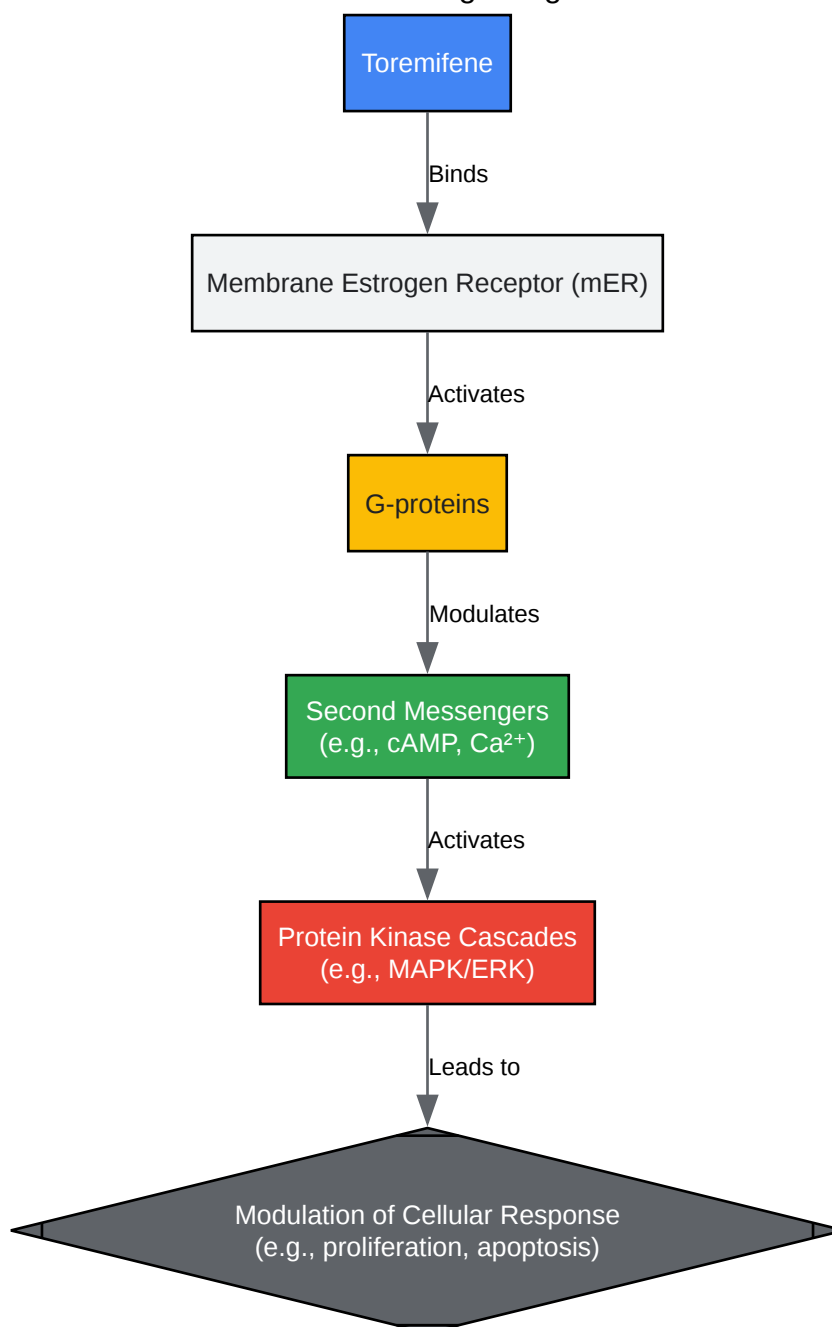 Toremifene
Binds
Membrane Estrogen Receptor (mER)
Activates
G-proteins
Modulates
Second Messengers
(e.g., cAMP, Ca²⁺)
Activates
Protein Kinase Cascades
(e.g., MAPK/ERK)
Leads to
Modulation of Cellular Response
(e.g., proliferation, apoptosis)